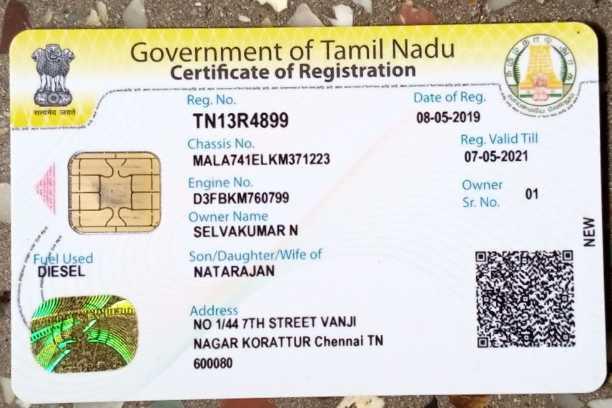 Government of Tamil Nadu
Certificate of Registration
सत्यमेव जयते
Reg. No.
TN13R4899
Date of Reg.
08-05-2019
Chassis No.
MALA741ELKM371223
Reg. Valid Till
07-05-2021
Engine No.
D3FBKM760799
Owner
Sr. No. 01
Owner Name
SELVAKUMAR N
NEW
Fuel Used
DIESEL
Son/Daughter/Wife of
NATARAJAN
Address
NO 1/44 7TH STREET VANJI
NAGAR KORATTUR Chennai TN
600080